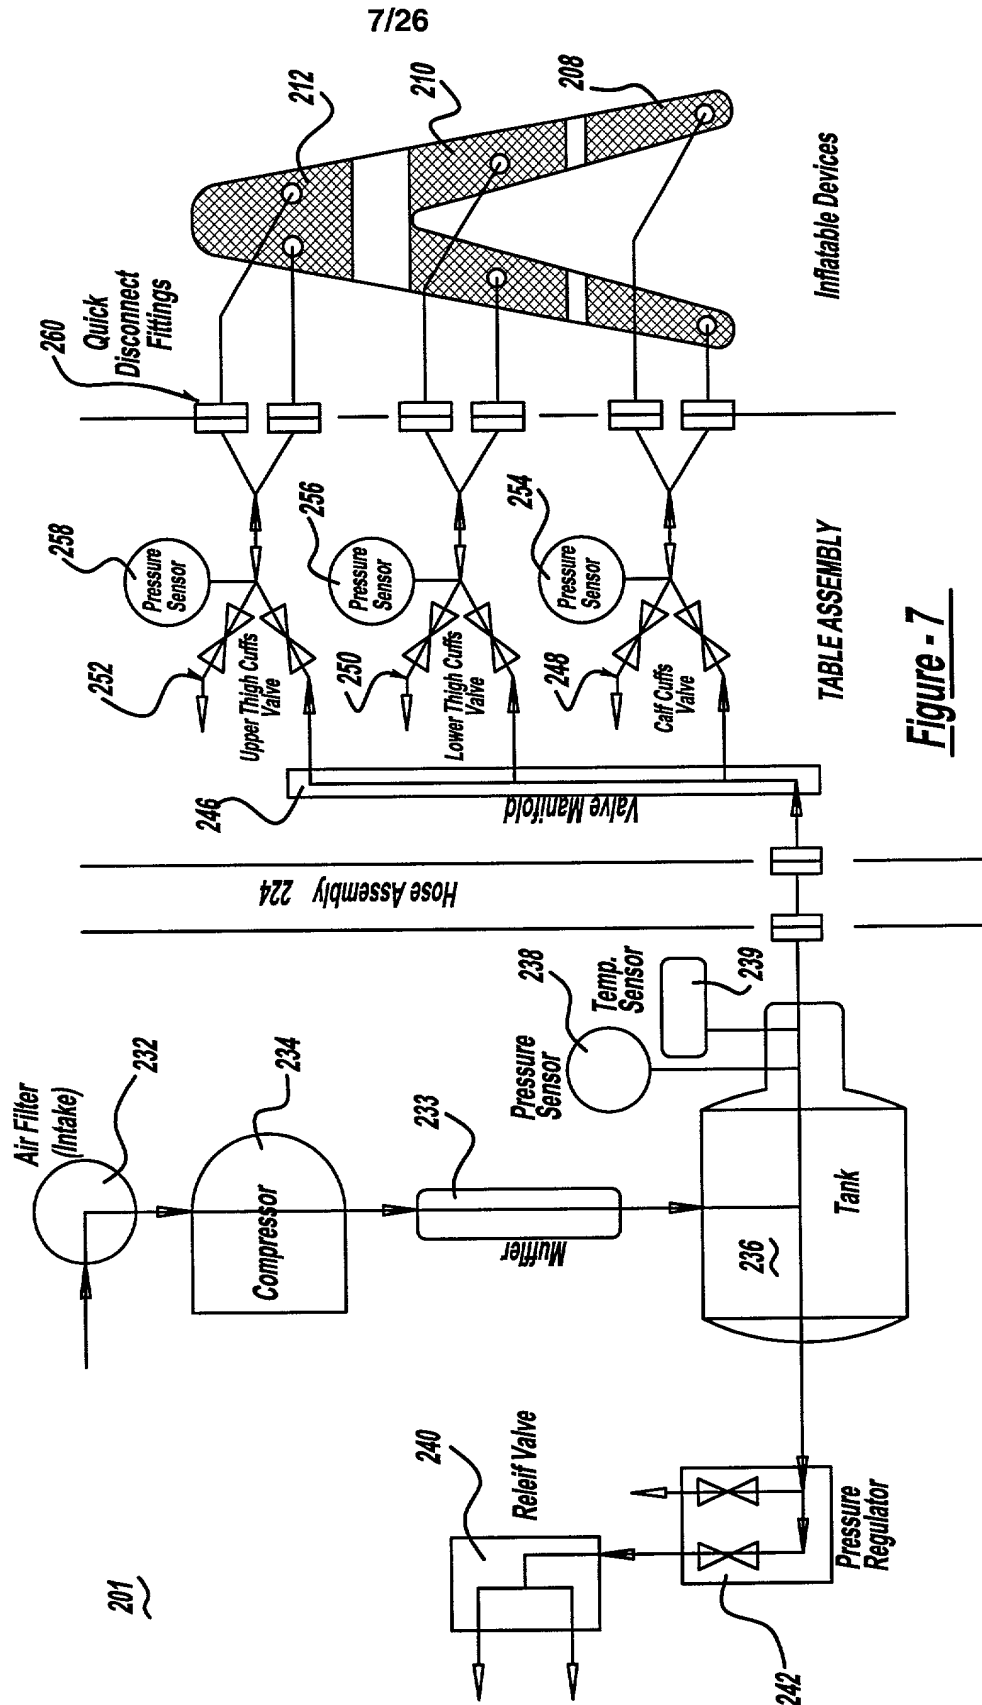 7/26
212
210
208
260
Quick
Disconnect
Fittings
Inflatable Devices
258
Pressure
Sensor
256
Pressure
Sensor
254
Pressure
Sensor
252
Upper Thigh Cuffs
Valve
250
Lower Thigh Cuffs
Valve
248
Calf Cuffs
Valve
TABLE ASSEMBLY
Figure - 7
246
Valve Manifold
Hose Assembly 224
Air Filter
(Intake)
232
234
Compressor
233
Muffler
Pressure
Sensor
238
Temp.
Sensor
239
236
Tank
201
240
Releif Valve
242
Pressure
Regulator